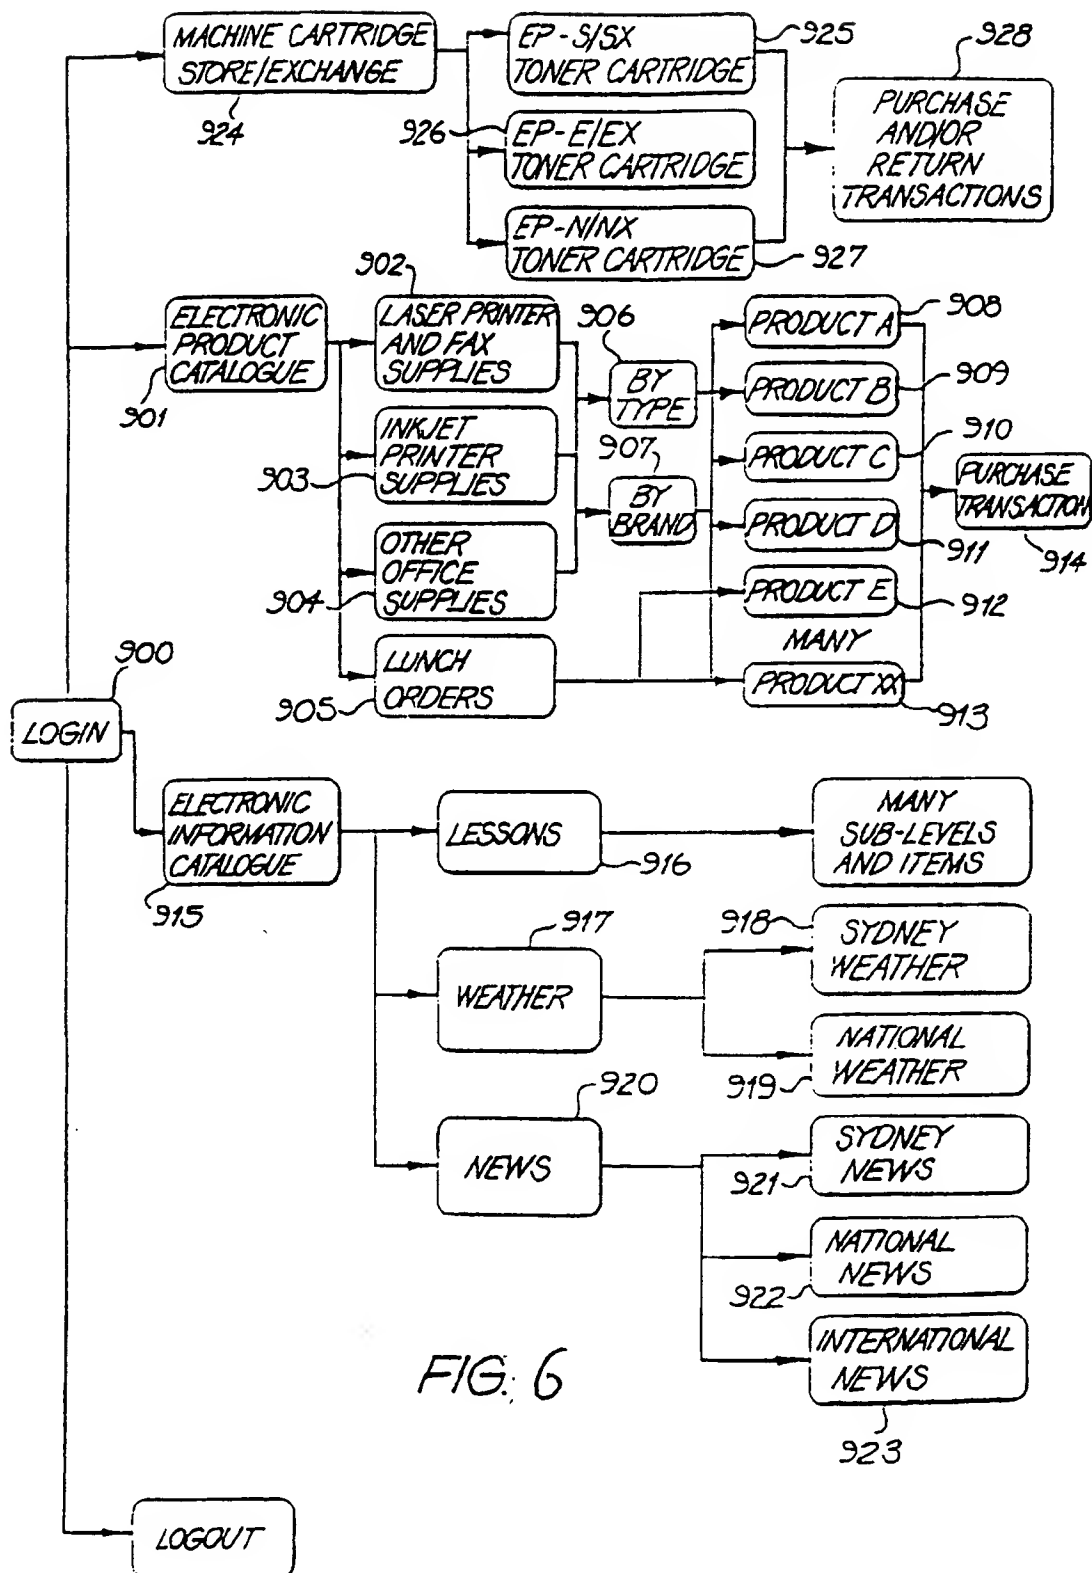 MACHINE CARTRIDGE
STORE/EXCHANGE
924
EP-S/SX
TONER CARTRIDGE
925
926
EP-E/EX
TONER CARTRIDGE
EP-N/NX
TONER CARTRIDGE
927
928
PURCHASE
AND/OR
RETURN
TRANSACTIONS
ELECTRONIC
PRODUCT
CATALOGUE
901
902
LASER PRINTER
AND FAX
SUPPLIES
INKJET
PRINTER
SUPPLIES
903
OTHER
OFFICE
SUPPLIES
904
LUNCH
ORDERS
905
906
BY
TYPE
907
BY
BRAND
PRODUCT A
908
PRODUCT B
909
PRODUCT C
910
PRODUCT D
911
PRODUCT E
912
MANY
PRODUCT XX
913
PURCHASE
TRANSACTION
914
900
LOGIN
ELECTRONIC
INFORMATION
CATALOGUE
915
LESSONS
916
MANY
SUB-LEVELS
AND ITEMS
917
WEATHER
918
SYDNEY
WEATHER
NATIONAL
WEATHER
919
920
NEWS
SYDNEY
NEWS
921
NATIONAL
NEWS
922
INTERNATIONAL
NEWS
923
FIG. 6
LOGOUT